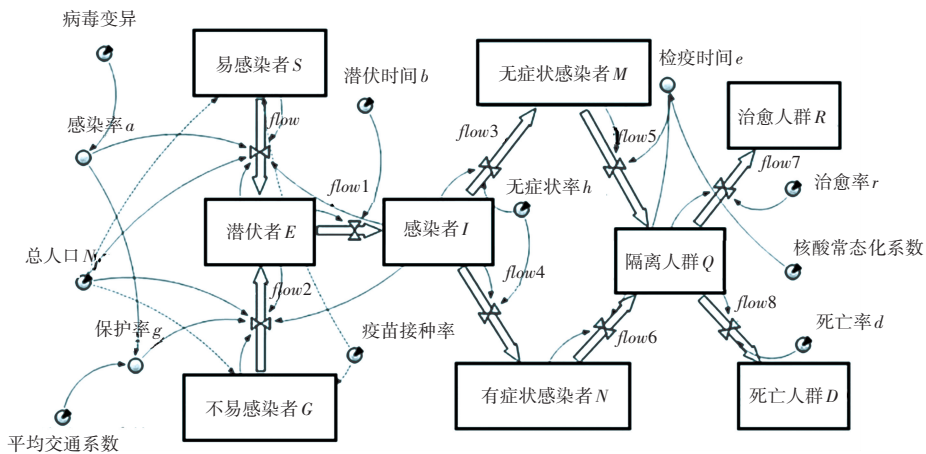 病毒变异
易感染者S
潜伏时间b
无症状感染者M
检疫时间e
治愈人群R
感染率a
flow
flow3
flow5
flow7
flow1
无症状率h
治愈率r
潜伏者E
感染者I
总人口N
隔离人群Q
核酸常态化系数
flow4
flow2
flow8
保护率g
疫苗接种率
flow6
死亡率d
不易感染者G
有症状感染者N
死亡人群D
平均交通系数